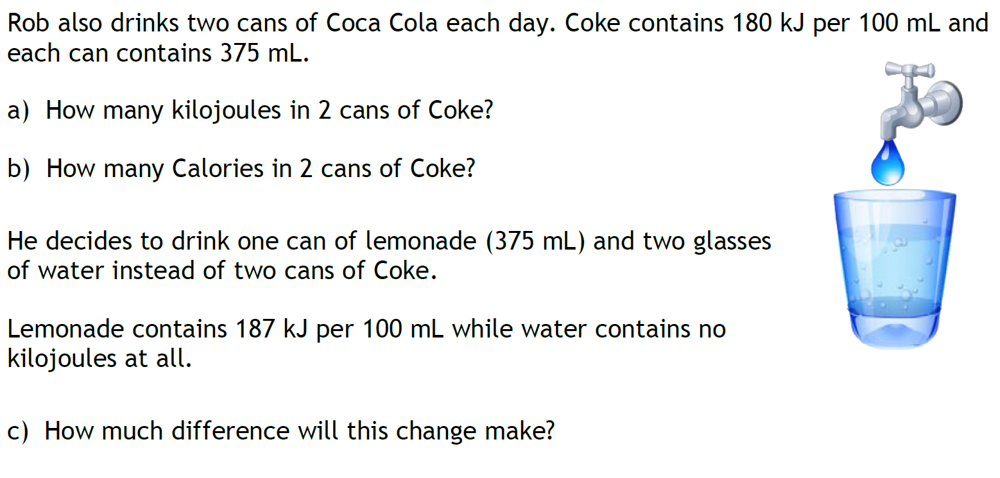 Rob also drinks two cans of Coca Cola each day. Coke contains 180 kJ per 100 mL and
each can contains 375 mL.
a) How many kilojoules in 2 cans of Coke?
b) How many Calories in 2 cans of Coke?
He decides to drink one can of lemonade (375 mL) and two glasses
of water instead of two cans of Coke.
Lemonade contains 187 kJ per 100 mL while water contains no
kilojoules at all.
c) How much difference will this change make?